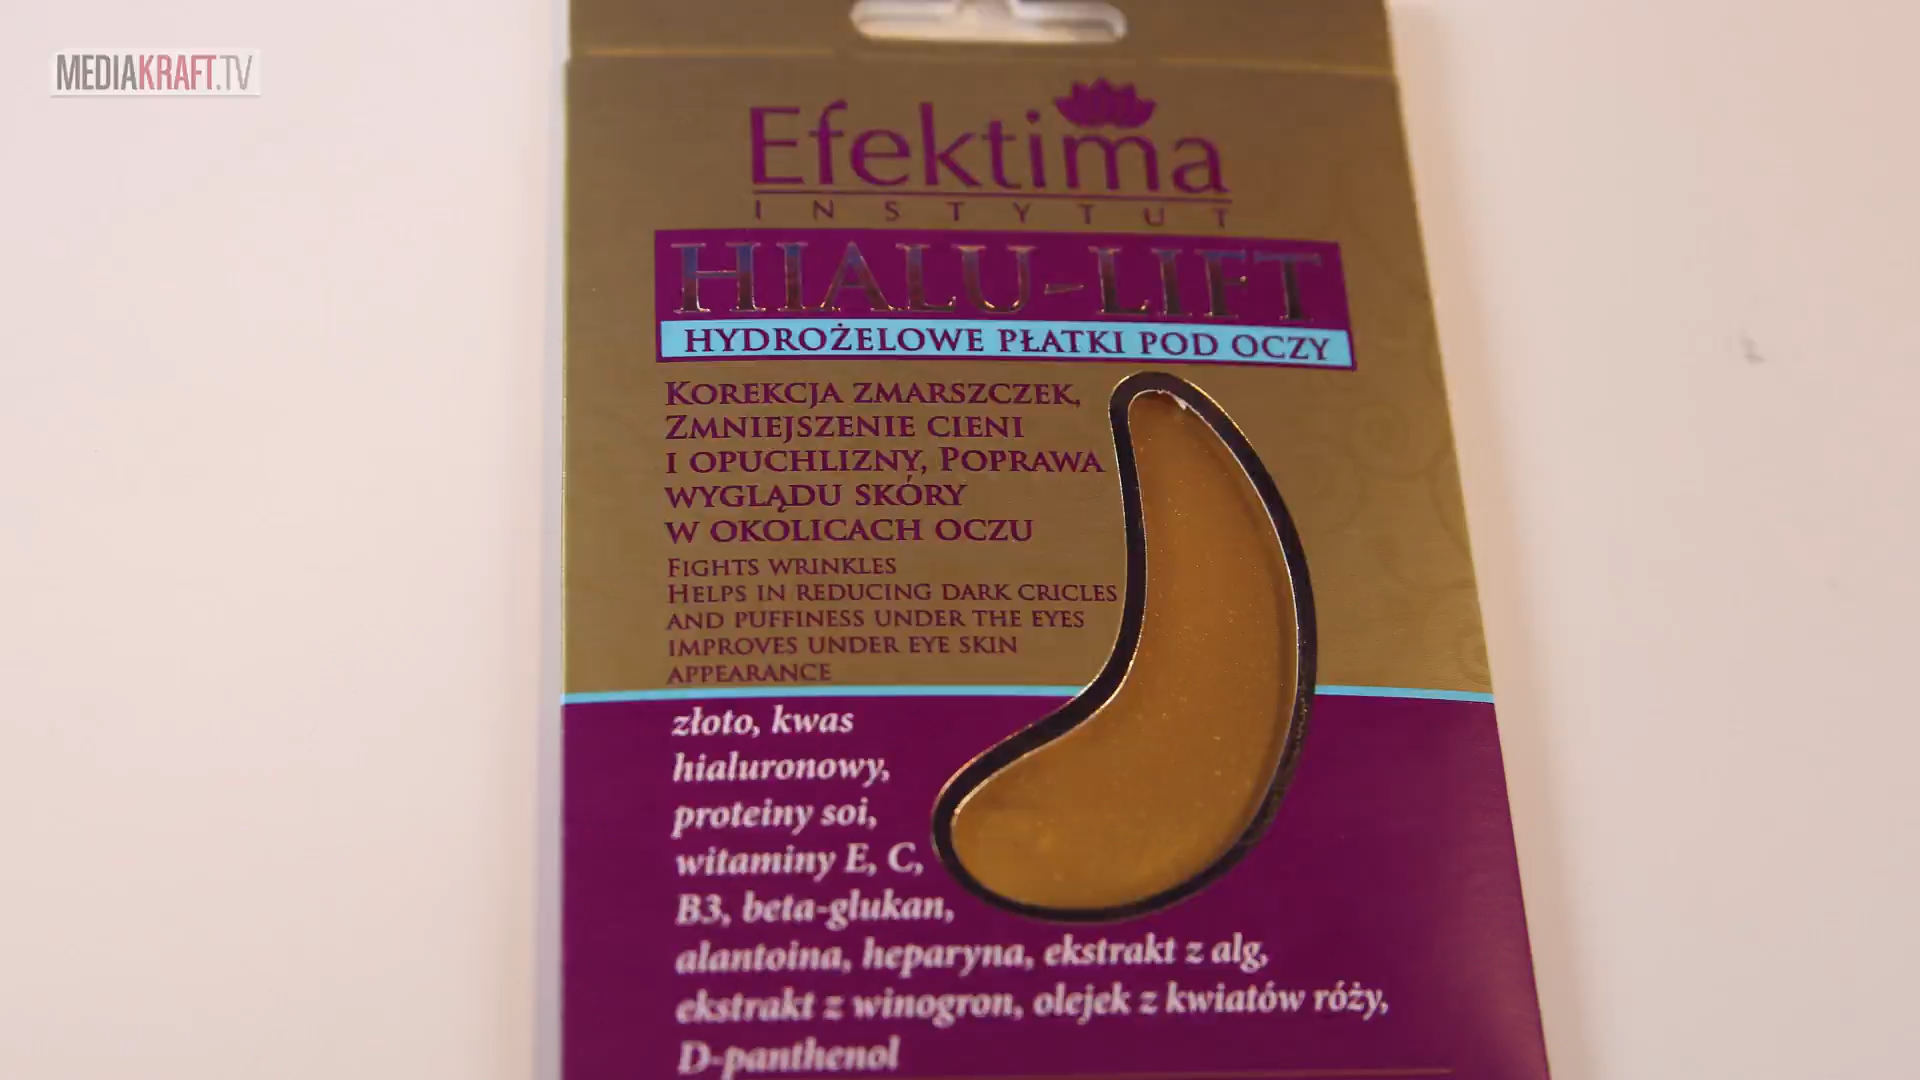 MEDIAKRAFT.TV
Efektima
INSTYTUT
HIALU-LIFT
HYDROŻELOWE PŁATKI POD OCZY
KOREKCJA ZMARSZCZEK,
ZMNIEJSZENIE CIENI
I OPUCHLIZNY, POPRAWA
WYGLĄDU SKÓRY
W OKOLICACH OCZU
FIGHTS WRINKLES
HELPS IN REDUCING DARK CRICLES
AND PUFFINESS UNDER THE EYES
IMPROVES UNDER EYE SKIN
APPEARANCE
złoto, kwas
hialuronowy,
proteiny soi,
witaminy E, C,
B3, beta-glukan,
alantoina, heparyna, ekstrakt z alg,
ekstrakt z winogron, olejek z kwiatów róży,
D-panthenol